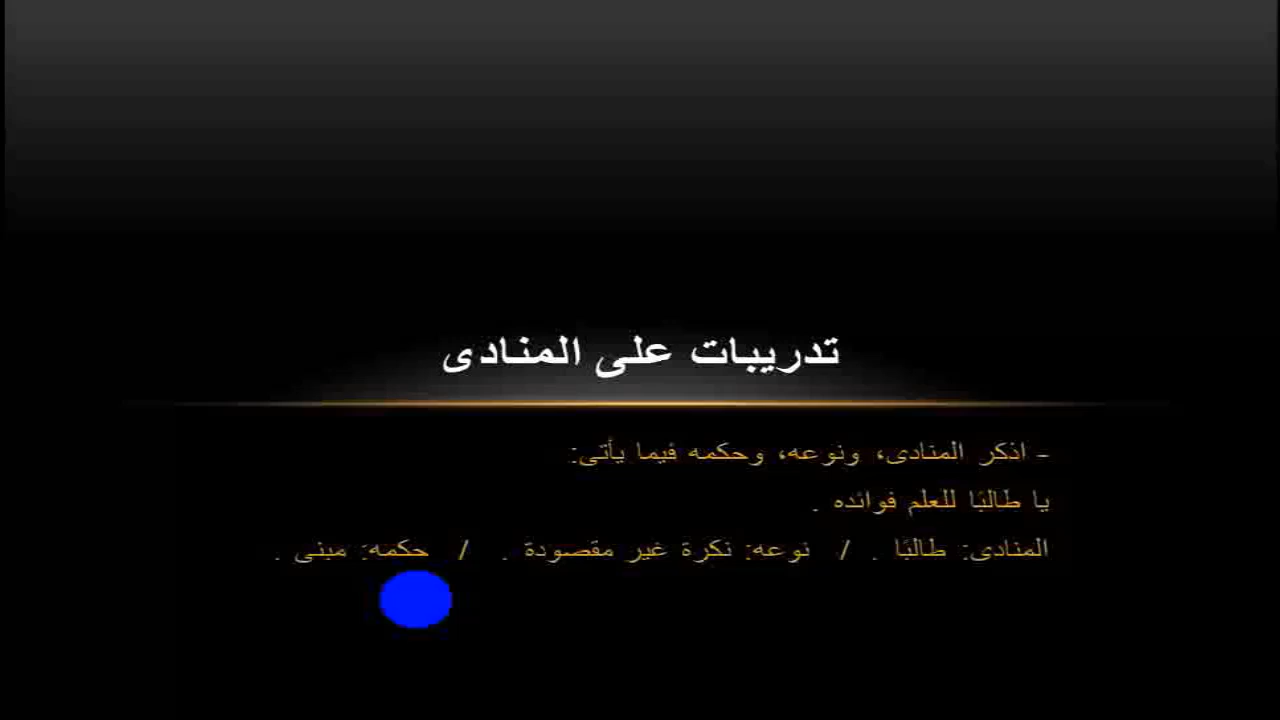 تدريبات على المنادى
- اذكر المنادى، ونوعه، وحكمه فيما يأتى:
يا طالبًا للعلم فوائده .
المنادى: طالبًا . / نوعه: نكرة غير مقصودة . / حكمه: مبنى .